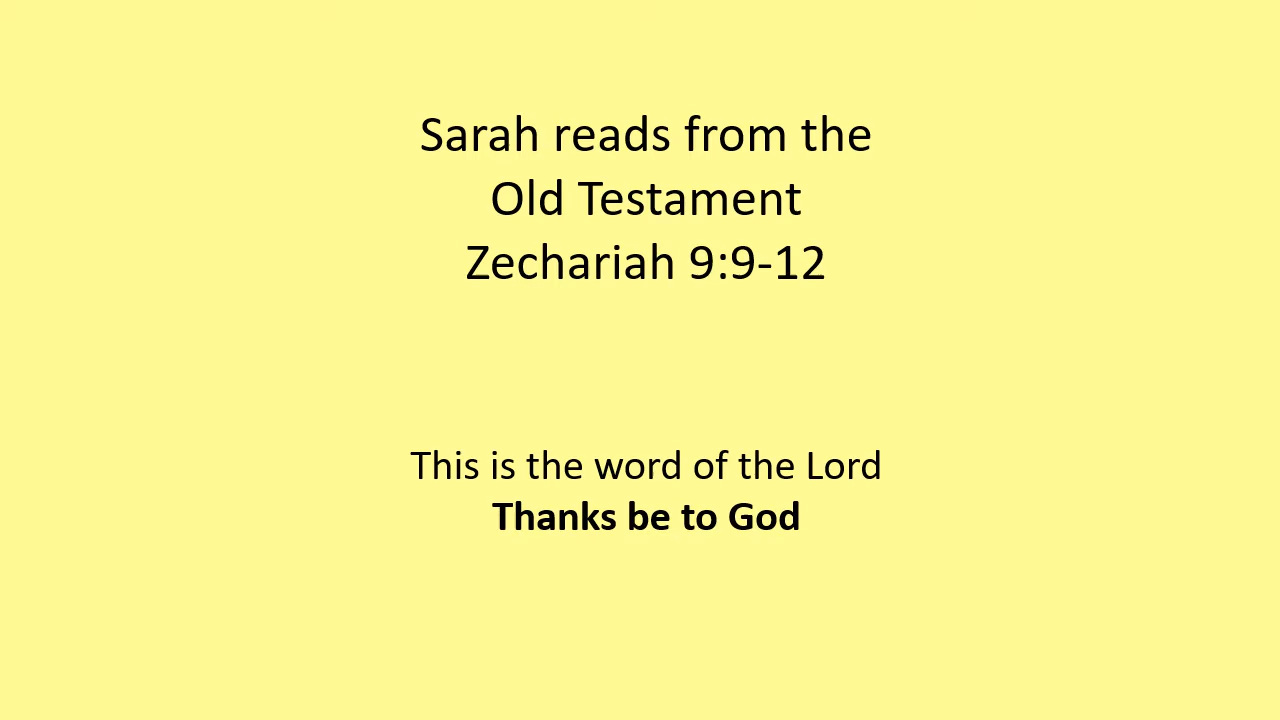 Sarah reads from the
Old Testament
Zechariah 9:9-12
This is the word of the Lord
Thanks be to God